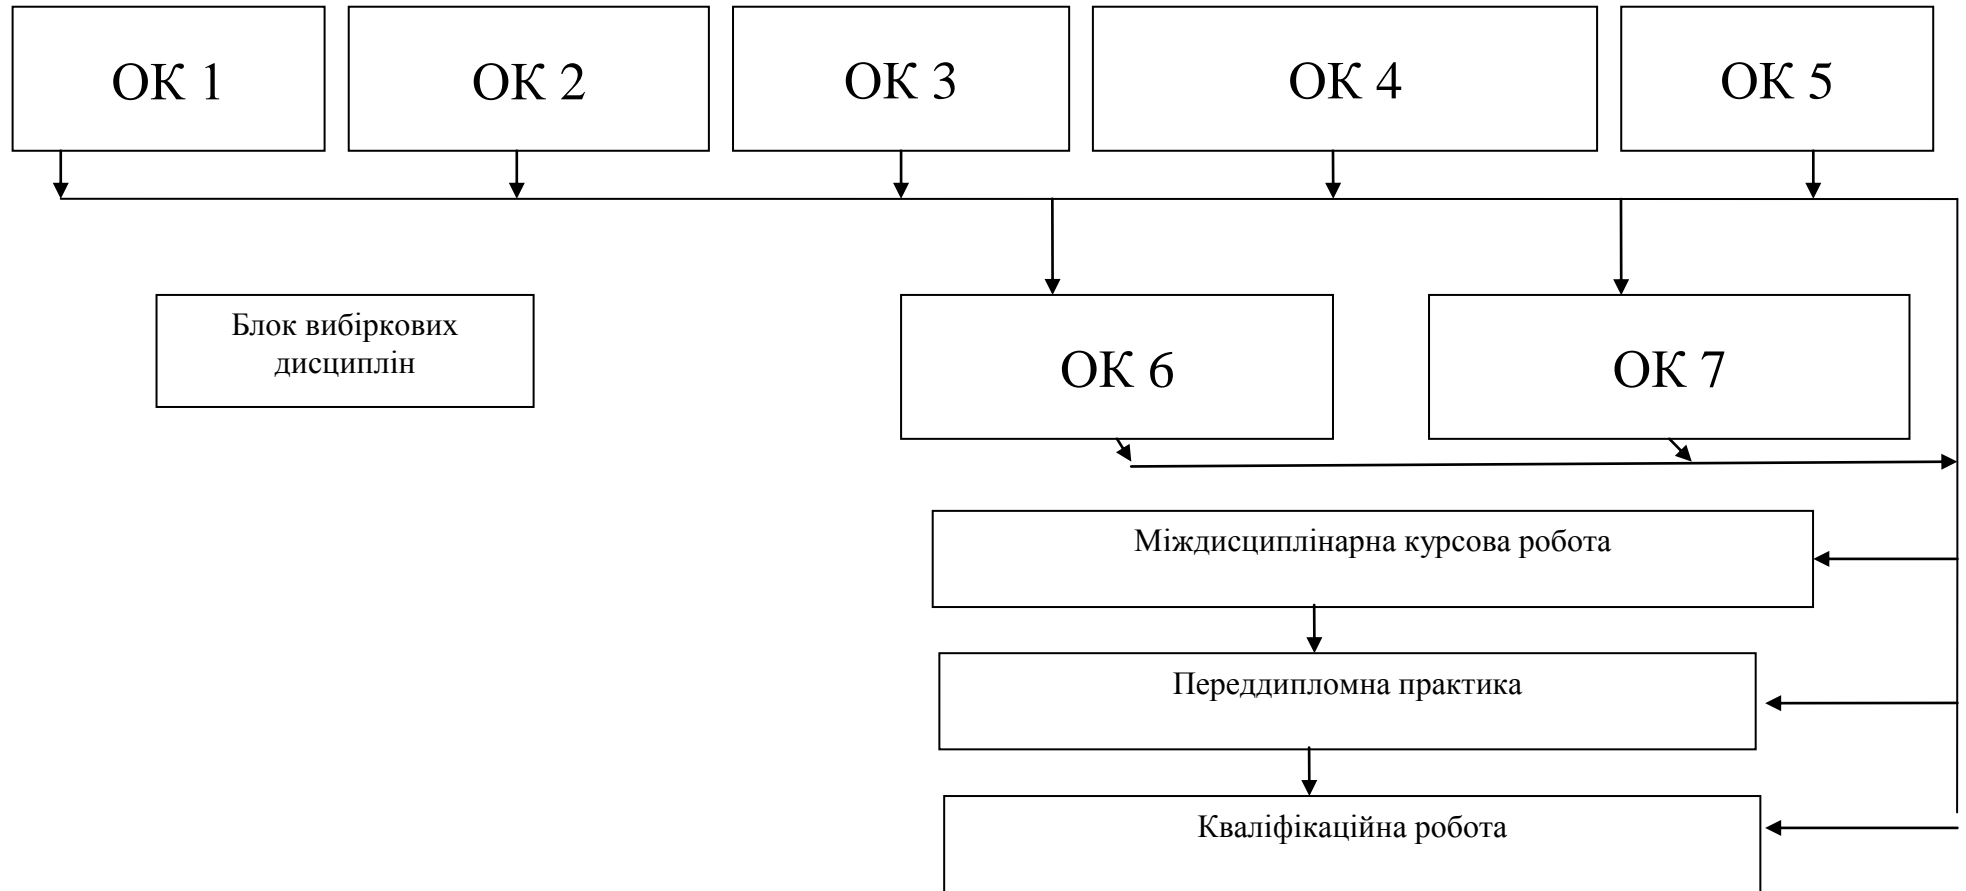 ОК 1
ОК 2
ОК 3
ОК 4
ОК 5
Блок вибіркових
дисциплін
ОК 6
ОК 7
Міждисциплінарна курсова робота
Переддипломна практика
Кваліфікаційна робота